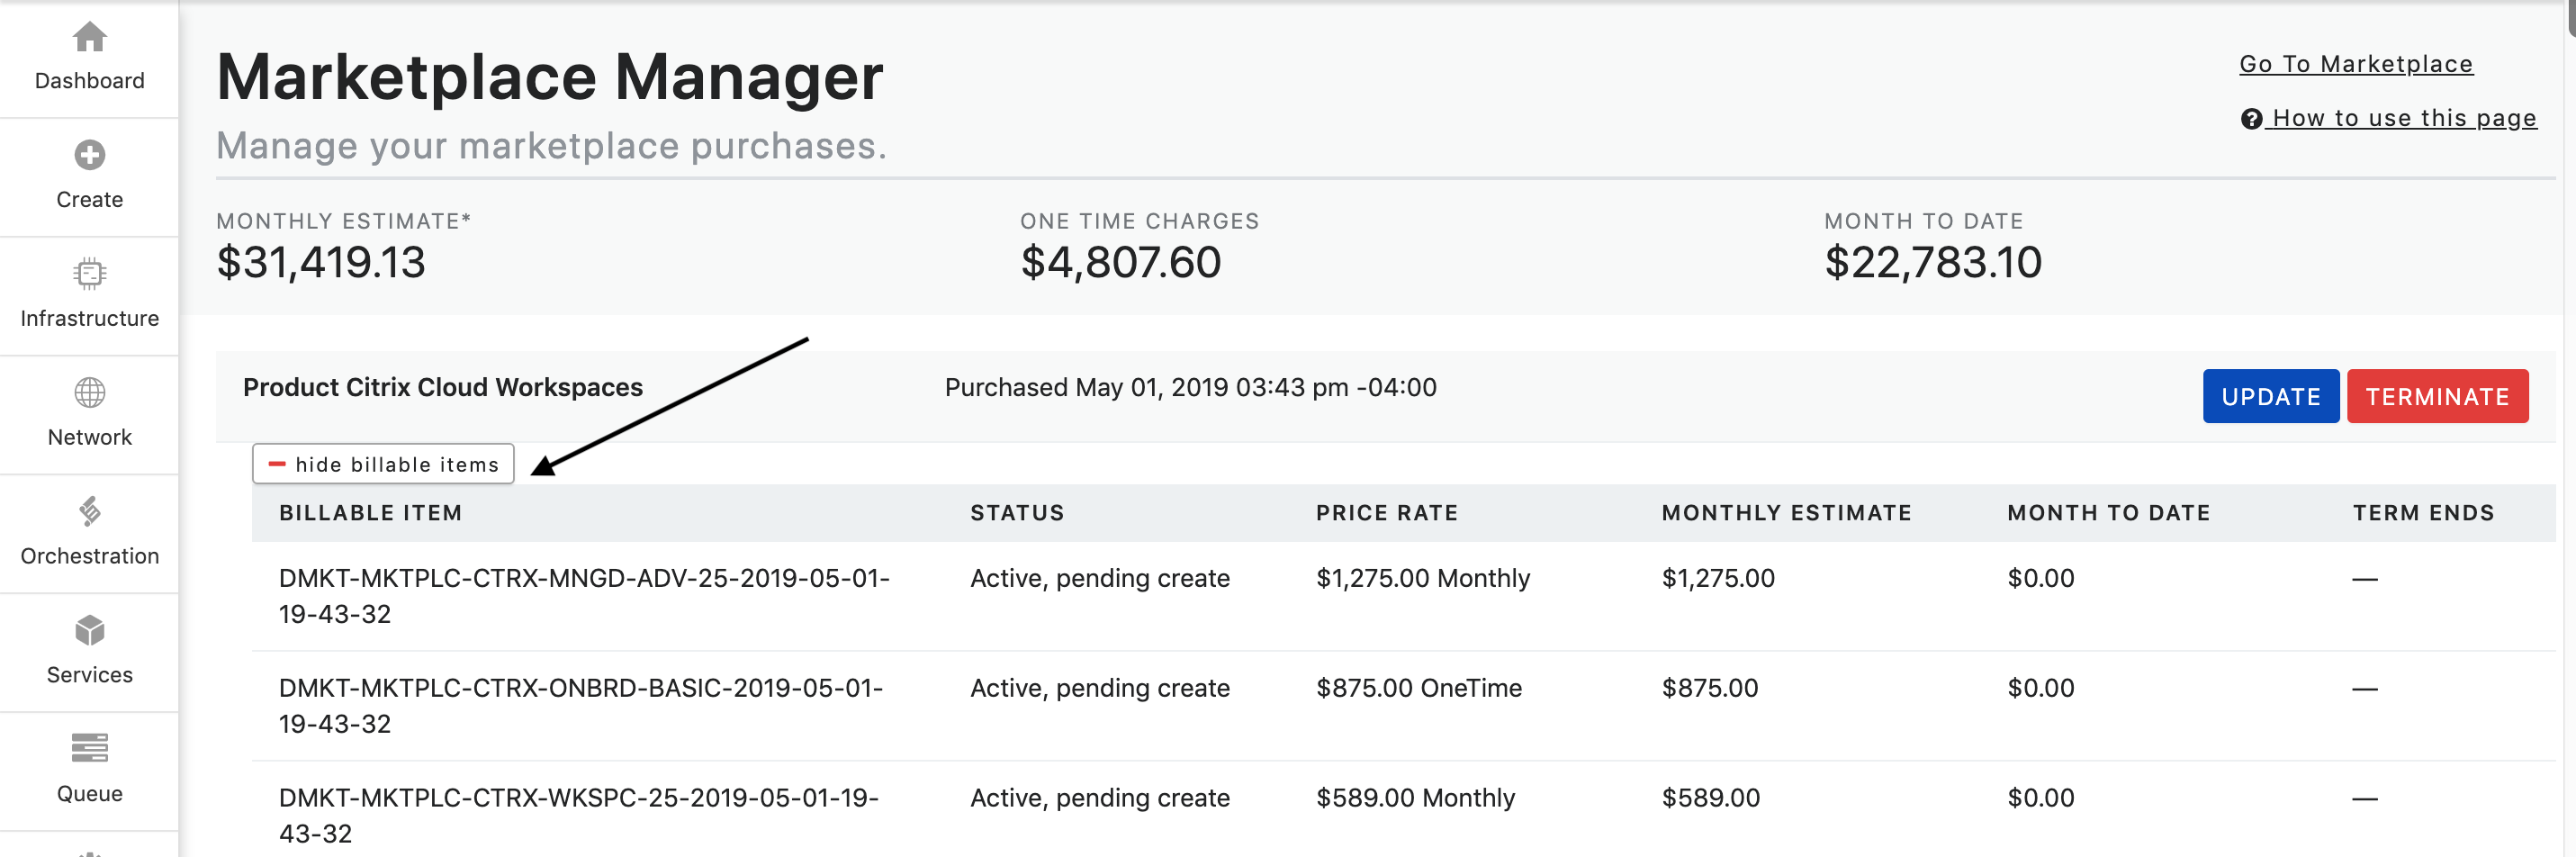 Dashboard
Create
Infrastructure
Network
Orchestration
Services
Queue
Marketplace Manager
Manage your marketplace purchases.
Go To Marketplace
How to use this page
MONTHLY ESTIMATE* ONE TIME CHARGES MONTH TO DATE
$31,419.13 $4,807.60 $22,783.10
Product Citrix Cloud Workspaces Purchased May 01, 2019 03:43 pm -04:00 UPDATE TERMINATE
hide billable items
BILLABLE ITEM STATUS PRICE RATE MONTHLY ESTIMATE MONTH TO DATE TERM ENDS
DMKT-MKTPLC-CTRX-MNGD-ADV-25-2019-05-01- Active, pending create $1,275.00 Monthly $1,275.00 $0.00 —
19-43-32
DMKT-MKTPLC-CTRX-ONBRD-BASIC-2019-05-01- Active, pending create $875.00 OneTime $875.00 $0.00 —
19-43-32
DMKT-MKTPLC-CTRX-WKSPC-25-2019-05-01-19- Active, pending create $589.00 Monthly $589.00 $0.00 —
43-32